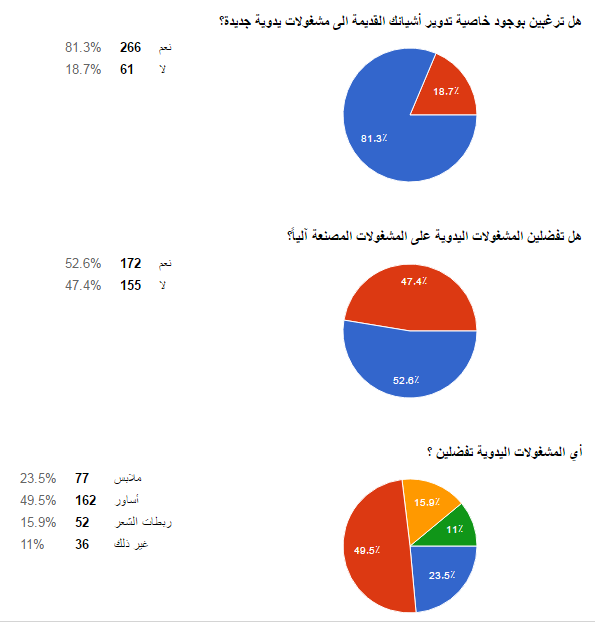 هل ترغبين بوجود خاصية تدوير أشيائك القديمة الى مشغولات يدوية جديدة؟
نعم 266 81.3%
لا 61 18.7%
18.7٪
81.3٪
هل تفضلين المشغولات اليدوية على المشغولات المصنعة آلياً؟
نعم 172 52.6%
لا 155 47.4%
47.4٪
52.6٪
أي المشغولات اليدوية تفضلين ؟
ملابس 77 23.5%
أساور 162 49.5%
ربطات الشعر 52 15.9%
غير ذلك 36 11%
15.9٪
11٪
49.5٪
23.5٪